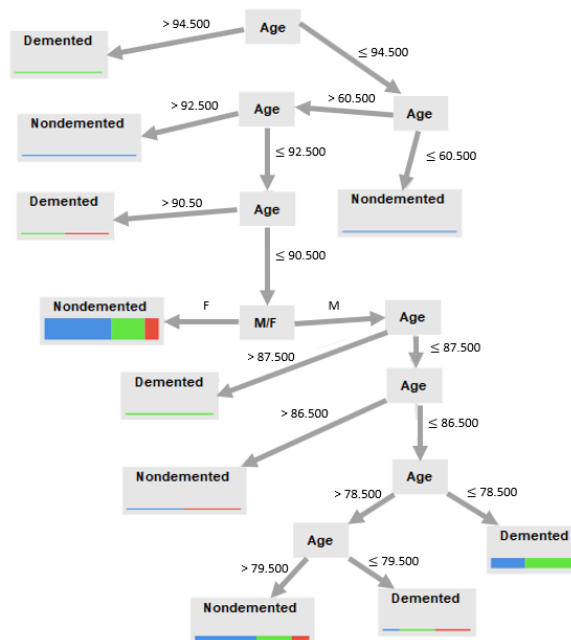 > 94.500
Age
Demented
≤ 94.500
> 92.500
Age
> 60.500
Age
Nondemented
≤ 92.500
≤ 60.500
Demented
> 90.50
Age
Nondemented
≤ 90.500
Nondemented
F
M/F
M
Age
> 87.500
≤ 87.500
Demented
Age
> 86.500
≤ 86.500
Nondemented
Age
> 78.500
≤ 78.500
Age
Demented
> 79.500
≤ 79.500
Nondemented
Demented